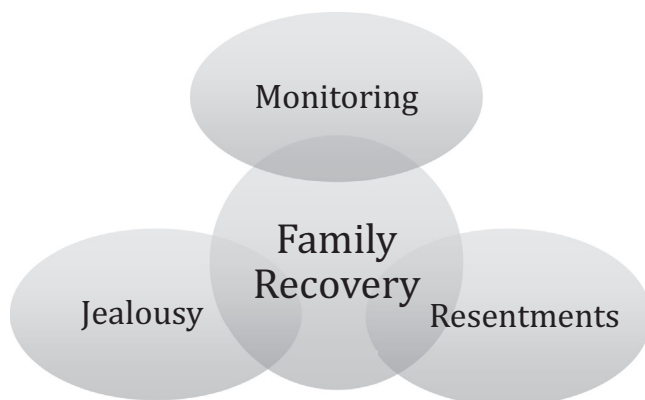 Monitoring
Family
Recovery
Jealousy
Resentments